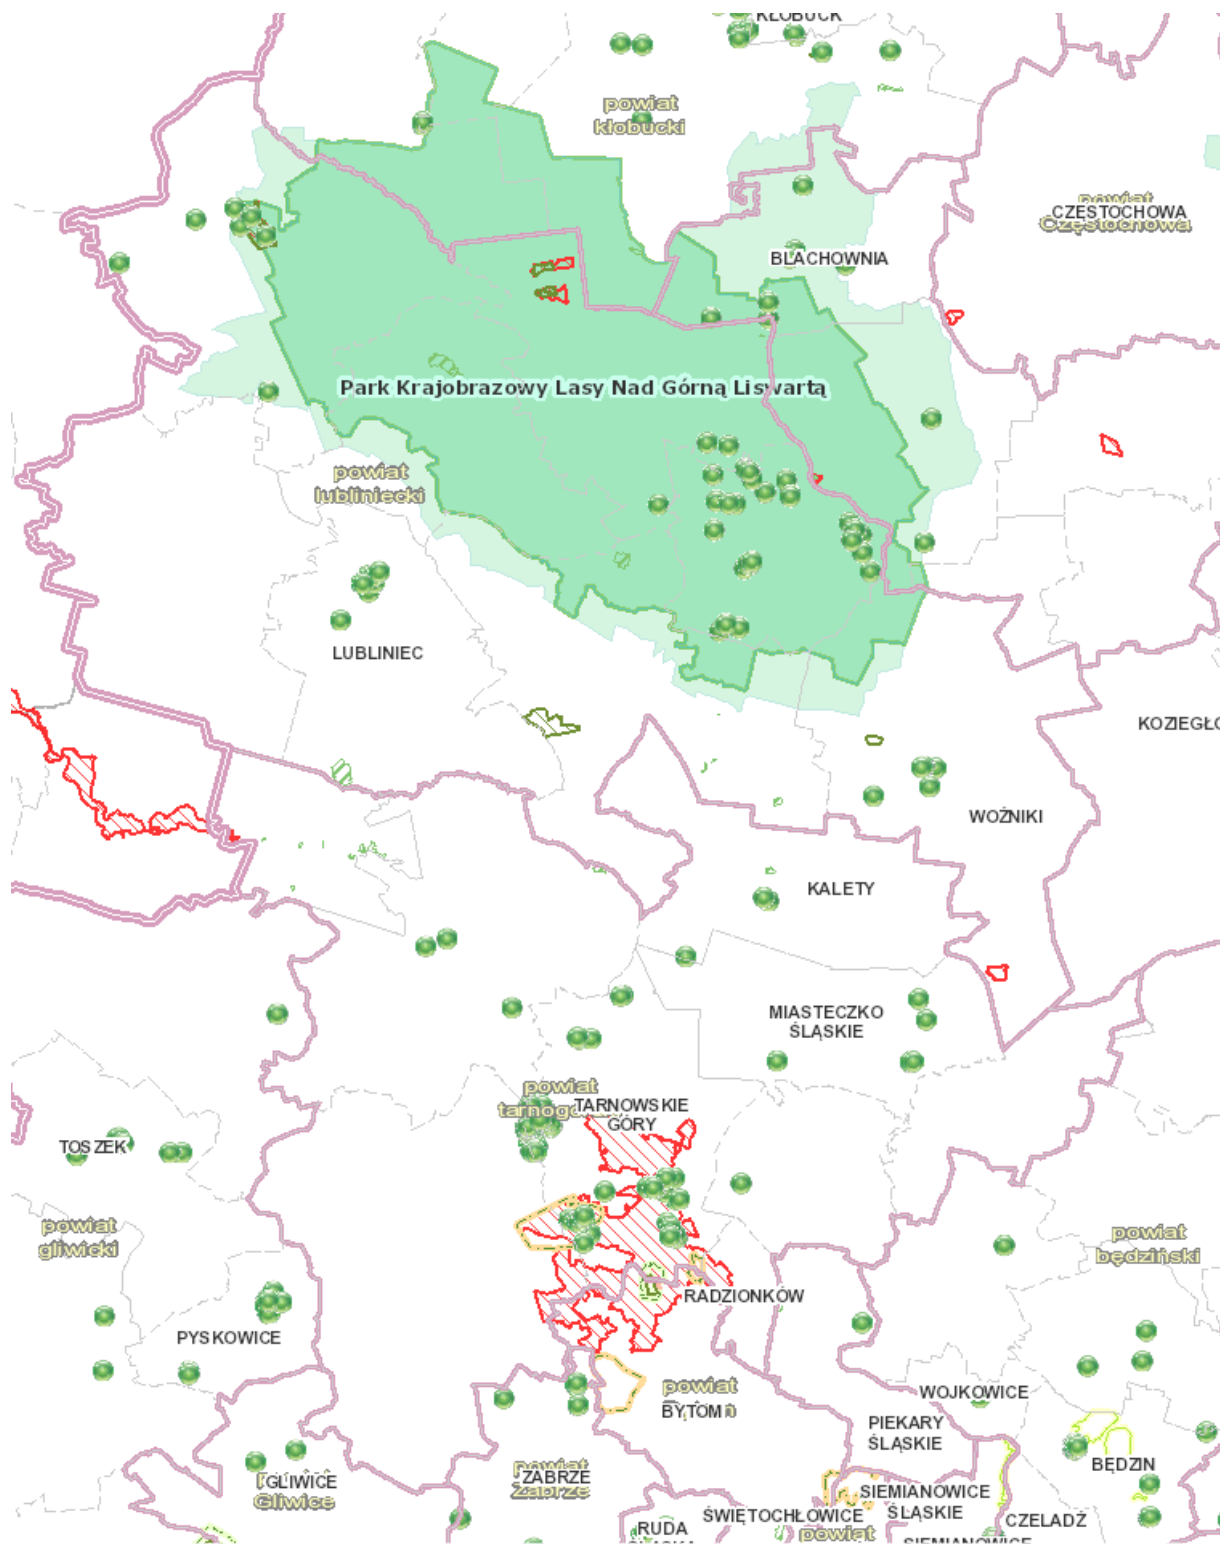 KŁOBUCK
powiat
kłobucki
powiat
CZĘSTOCHOWA
Częstochowa
BLACHOWNIA
Park Krajobrazowy Lasy Nad Górną Liswartą
powiat
lubliniecki
LUBLINIEC
KOZIEGŁO
WOŹNIKI
KALETY
MIASTECZKO
ŚLĄSKIE
powiat
TARNOWSKIE
tarnogó
GÓRY
TOSZEK
powiat
gliwicki
powiat
będziński
RADZIONKÓW
PYSKOWICE
powiat
BYTOM
WOJKOWICE
PIEKARY
ŚLĄSKIE
BĘDZIN
powiat
ZABRZE
Zabrze
GLIWICE
Gliwice
SIEMIANOWICE
ŚLĄSKIE
ŚWIĘTOCHŁOWICE
CZELADŹ
RUDA
powiat
SIEMIANOWICE